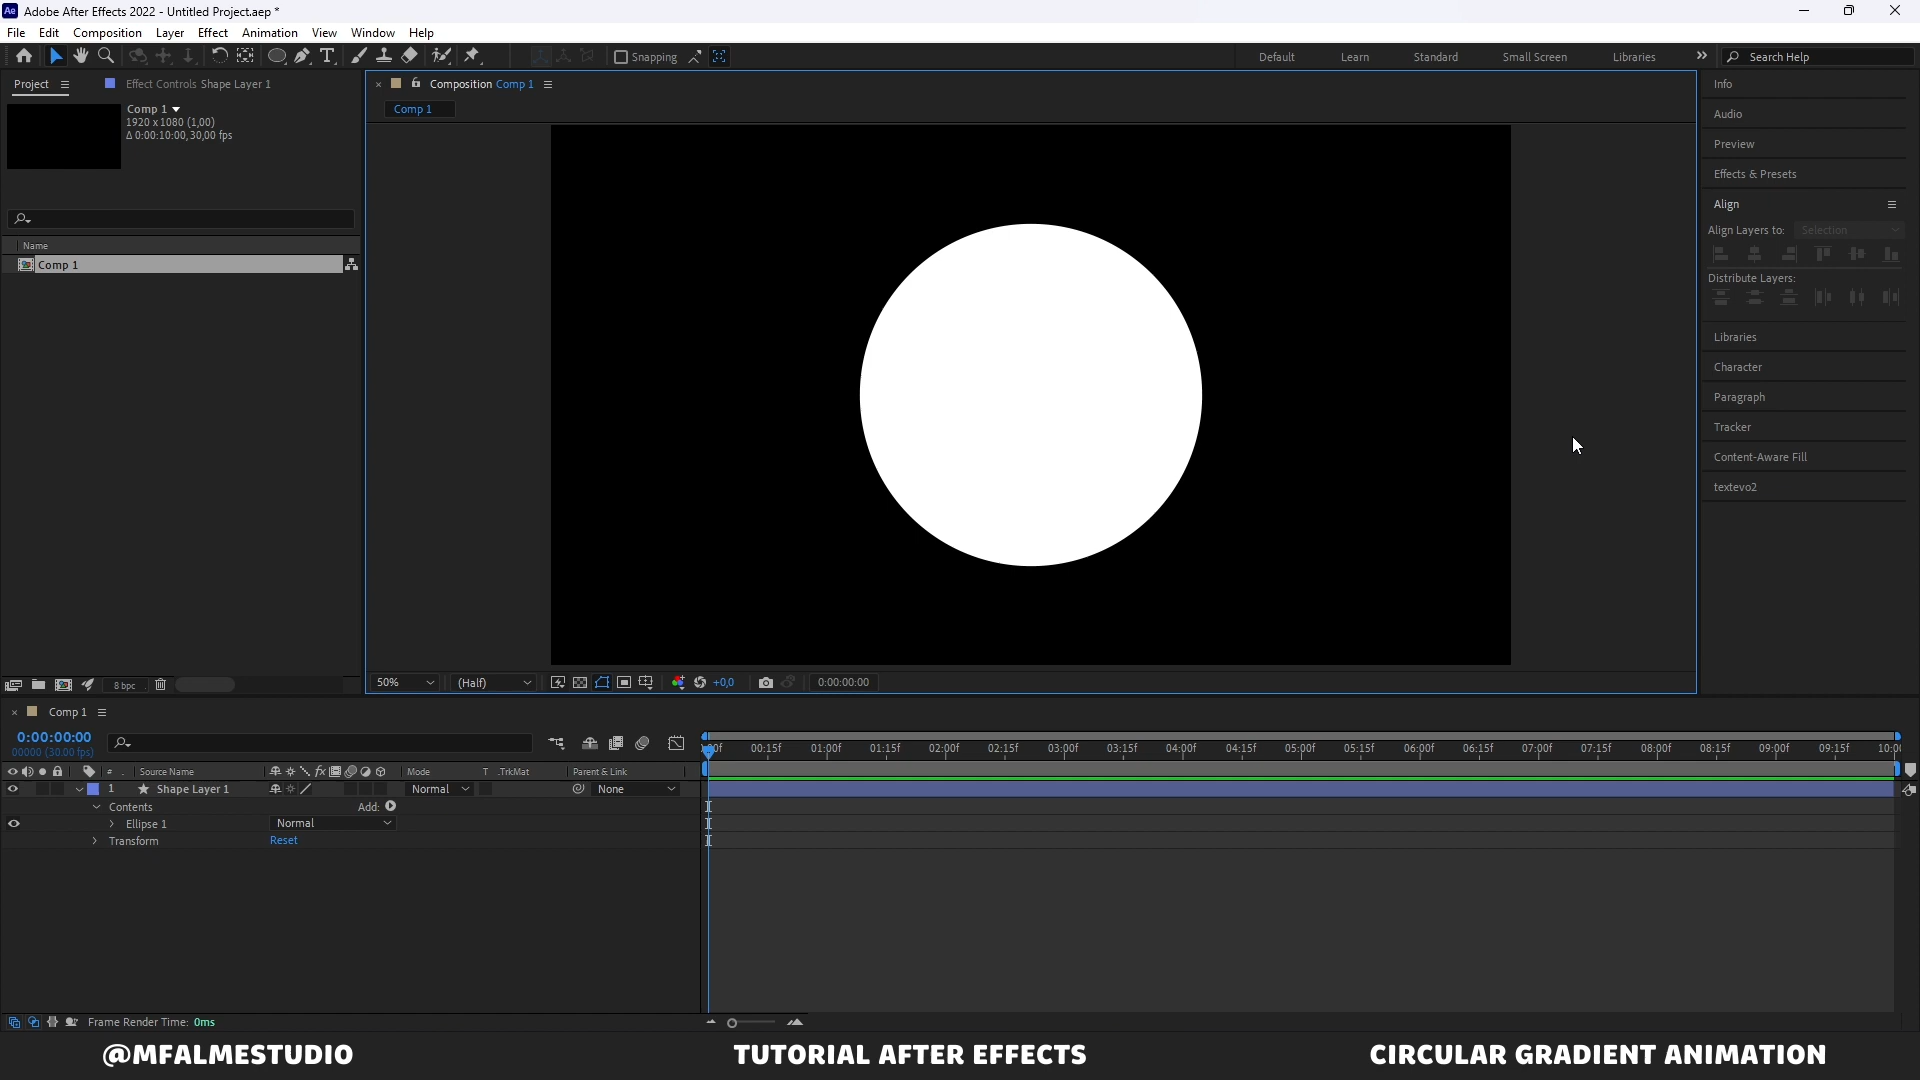 Ae Adobe After Effects 2022 - Untitled Project.aep *
File Edit Composition Layer Effect Animation View Window Help
Snapping Default Learn Standard Small Screen Libraries Search Help
Project Effect Controls Shape Layer 1
Composition Comp 1
Comp 1
Comp 1
1920 x 1080 (1,00)
Δ 0:00:10:00, 30,00 fps
Name
Comp 1
Info
Audio
Preview
Effects & Presets
Align
Align Layers to: Selection
Distribute Layers:
Libraries
Character
Paragraph
Tracker
Content-Aware Fill
textevo2
8 bpc
50% (Half) +0,0 0:00:00:00
Comp 1
0:00:00:00
00000 (30.00 fps)
:00f 00:15f 01:00f 01:15f 02:00f 02:15f 03:00f 03:15f 04:00f 04:15f 05:00f 05:15f 06:00f 06:15f 07:00f 07:15f 08:00f 08:15f 09:00f 09:15f 10:0
# Source Name fx Mode T .TrkMat Parent & Link
1 Shape Layer 1 Normal None
Contents Add:
Ellipse 1 Normal
Transform Reset
Frame Render Time: 0ms
@MFALMESTUDIO TUTORIAL AFTER EFFECTS CIRCULAR GRADIENT ANIMATION